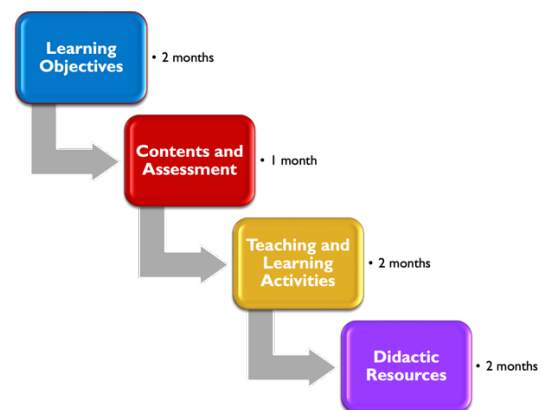 Learning
Objectives
• 2 months
Contents and
Assessment
• 1 month
Teaching and
Learning
Activities
• 2 months
Didactic
Resources
• 2 months